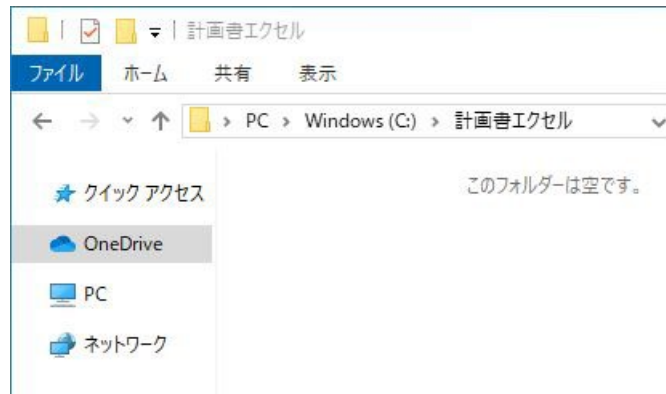 計画書エクセル
ファイル ホーム 共有 表示
PC › Windows (C:) › 計画書エクセル
クイック アクセス
このフォルダーは空です。
OneDrive
PC
ネットワーク